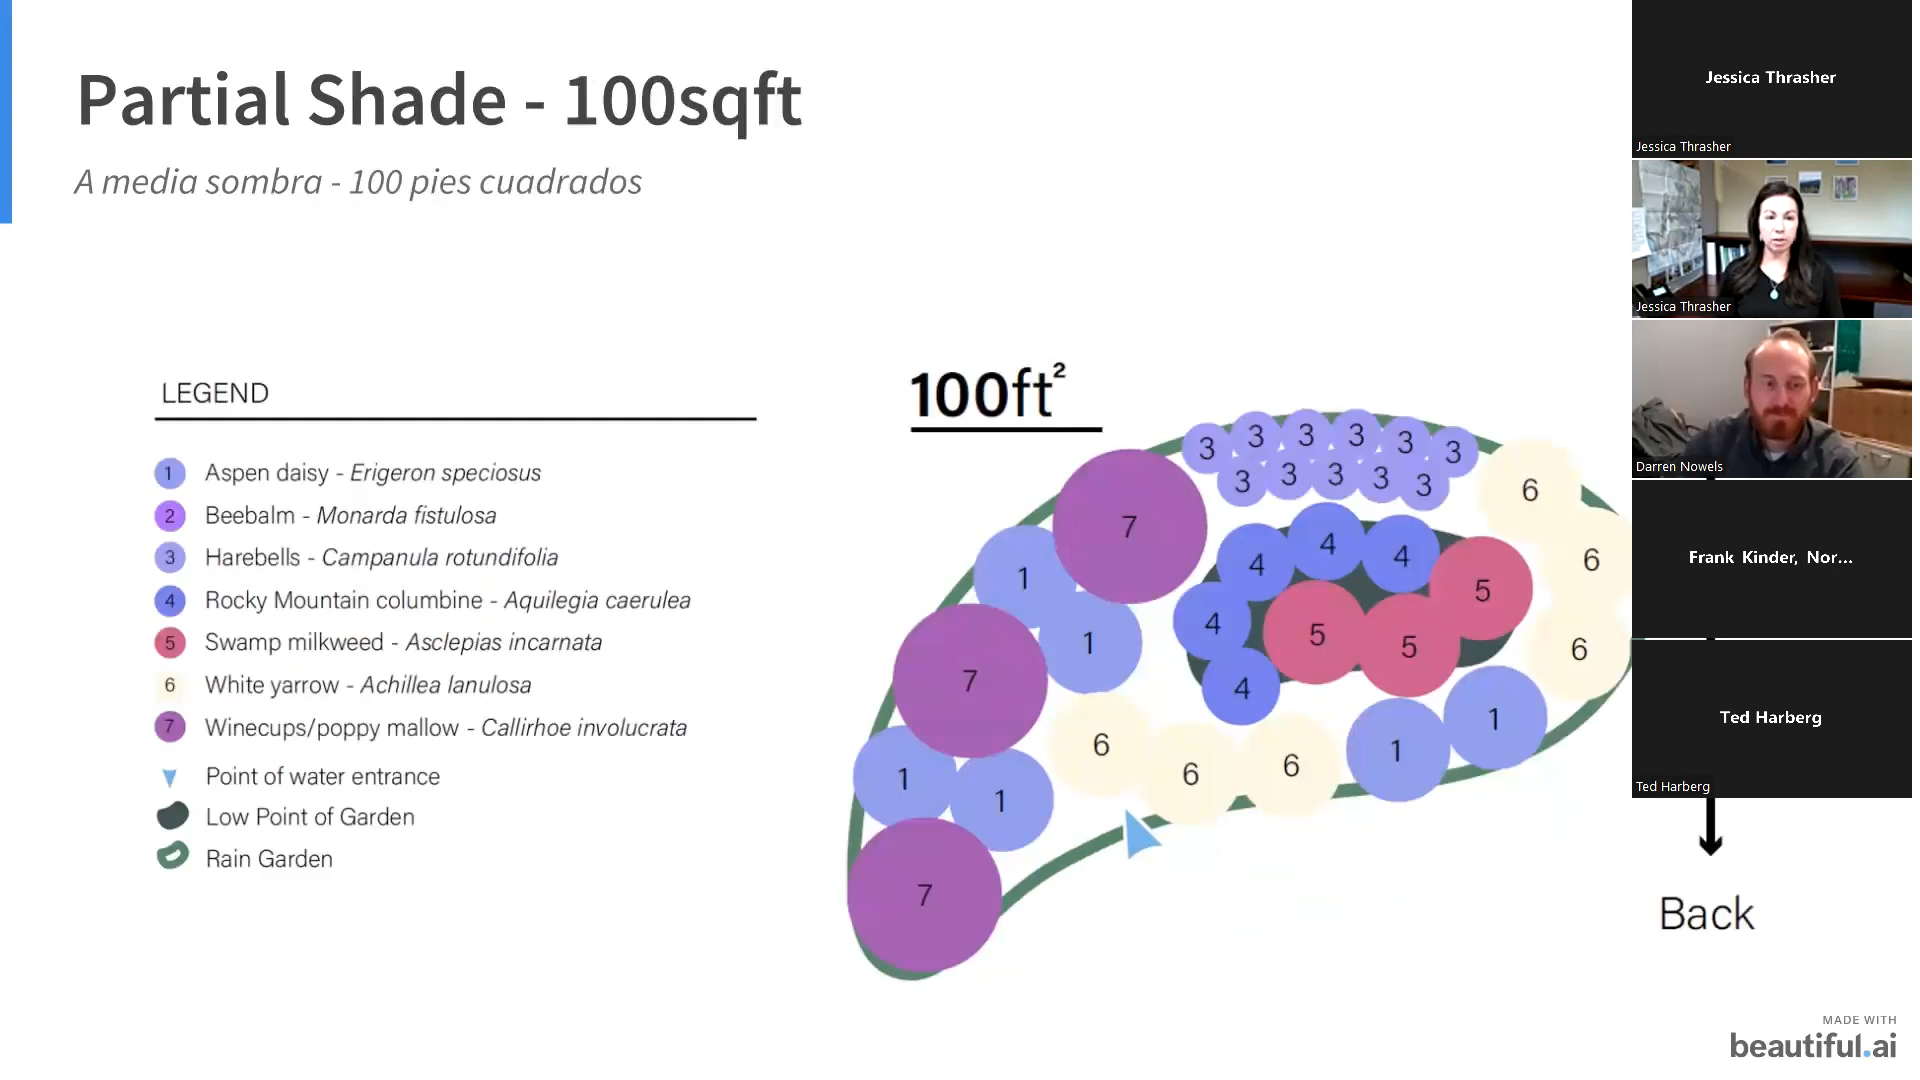 Partial Shade - 100sqft
A media sombra - 100 pies cuadrados
LEGEND
1 Aspen daisy - Erigeron speciosus
2 Beebalm - Monarda fistulosa
3 Harebells - Campanula rotundifolia
4 Rocky Mountain columbine - Aquilegia caerulea
5 Swamp milkweed - Asclepias incarnata
6 White yarrow - Achillea lanulosa
7 Winecups/poppy mallow - Callirhoe involucrata
Point of water entrance
Low Point of Garden
Rain Garden
100ft²
3 3 3 3 3 3
3 3 3 3 3
6
7
4 4 4
6
1
5
4
5
5
1
6
7
4
1
6
6
6
1
1
1
7
Back
Jessica Thrasher
Jessica Thrasher
Jessica Thrasher
Darren Nowels
Frank Kinder, Nor...
Ted Harberg
Ted Harberg
MADE WITH
beautiful.ai